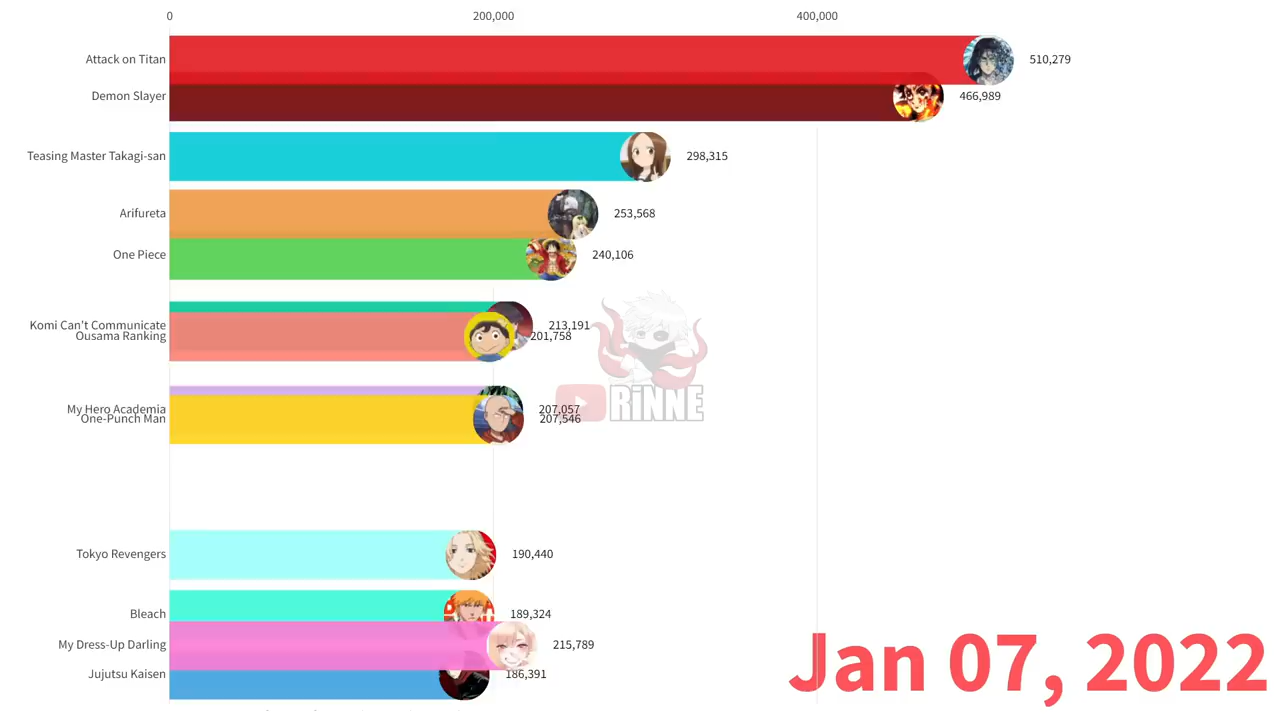 0 200,000 400,000
Attack on Titan 510,279
Demon Slayer 466,989
Teasing Master Takagi-san 298,315
Arifureta 253,568
One Piece 240,106
Komi Can't Communicate 213,191
Ousama Ranking 201,758
My Hero Academia 207,057
One-Punch Man 207,546
RiNNE
Tokyo Revengers 190,440
Bleach 189,324
My Dress-Up Darling 215,789
Jujutsu Kaisen 186,391
Jan 07, 2022